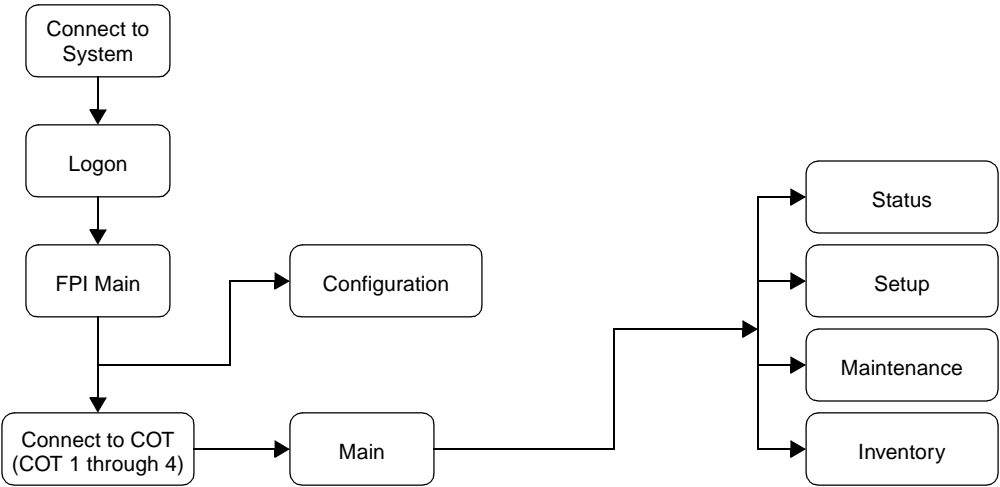 Connect to
System
Logon
FPI Main
Configuration
Connect to COT
(COT 1 through 4)
Main
Status
Setup
Maintenance
Inventory